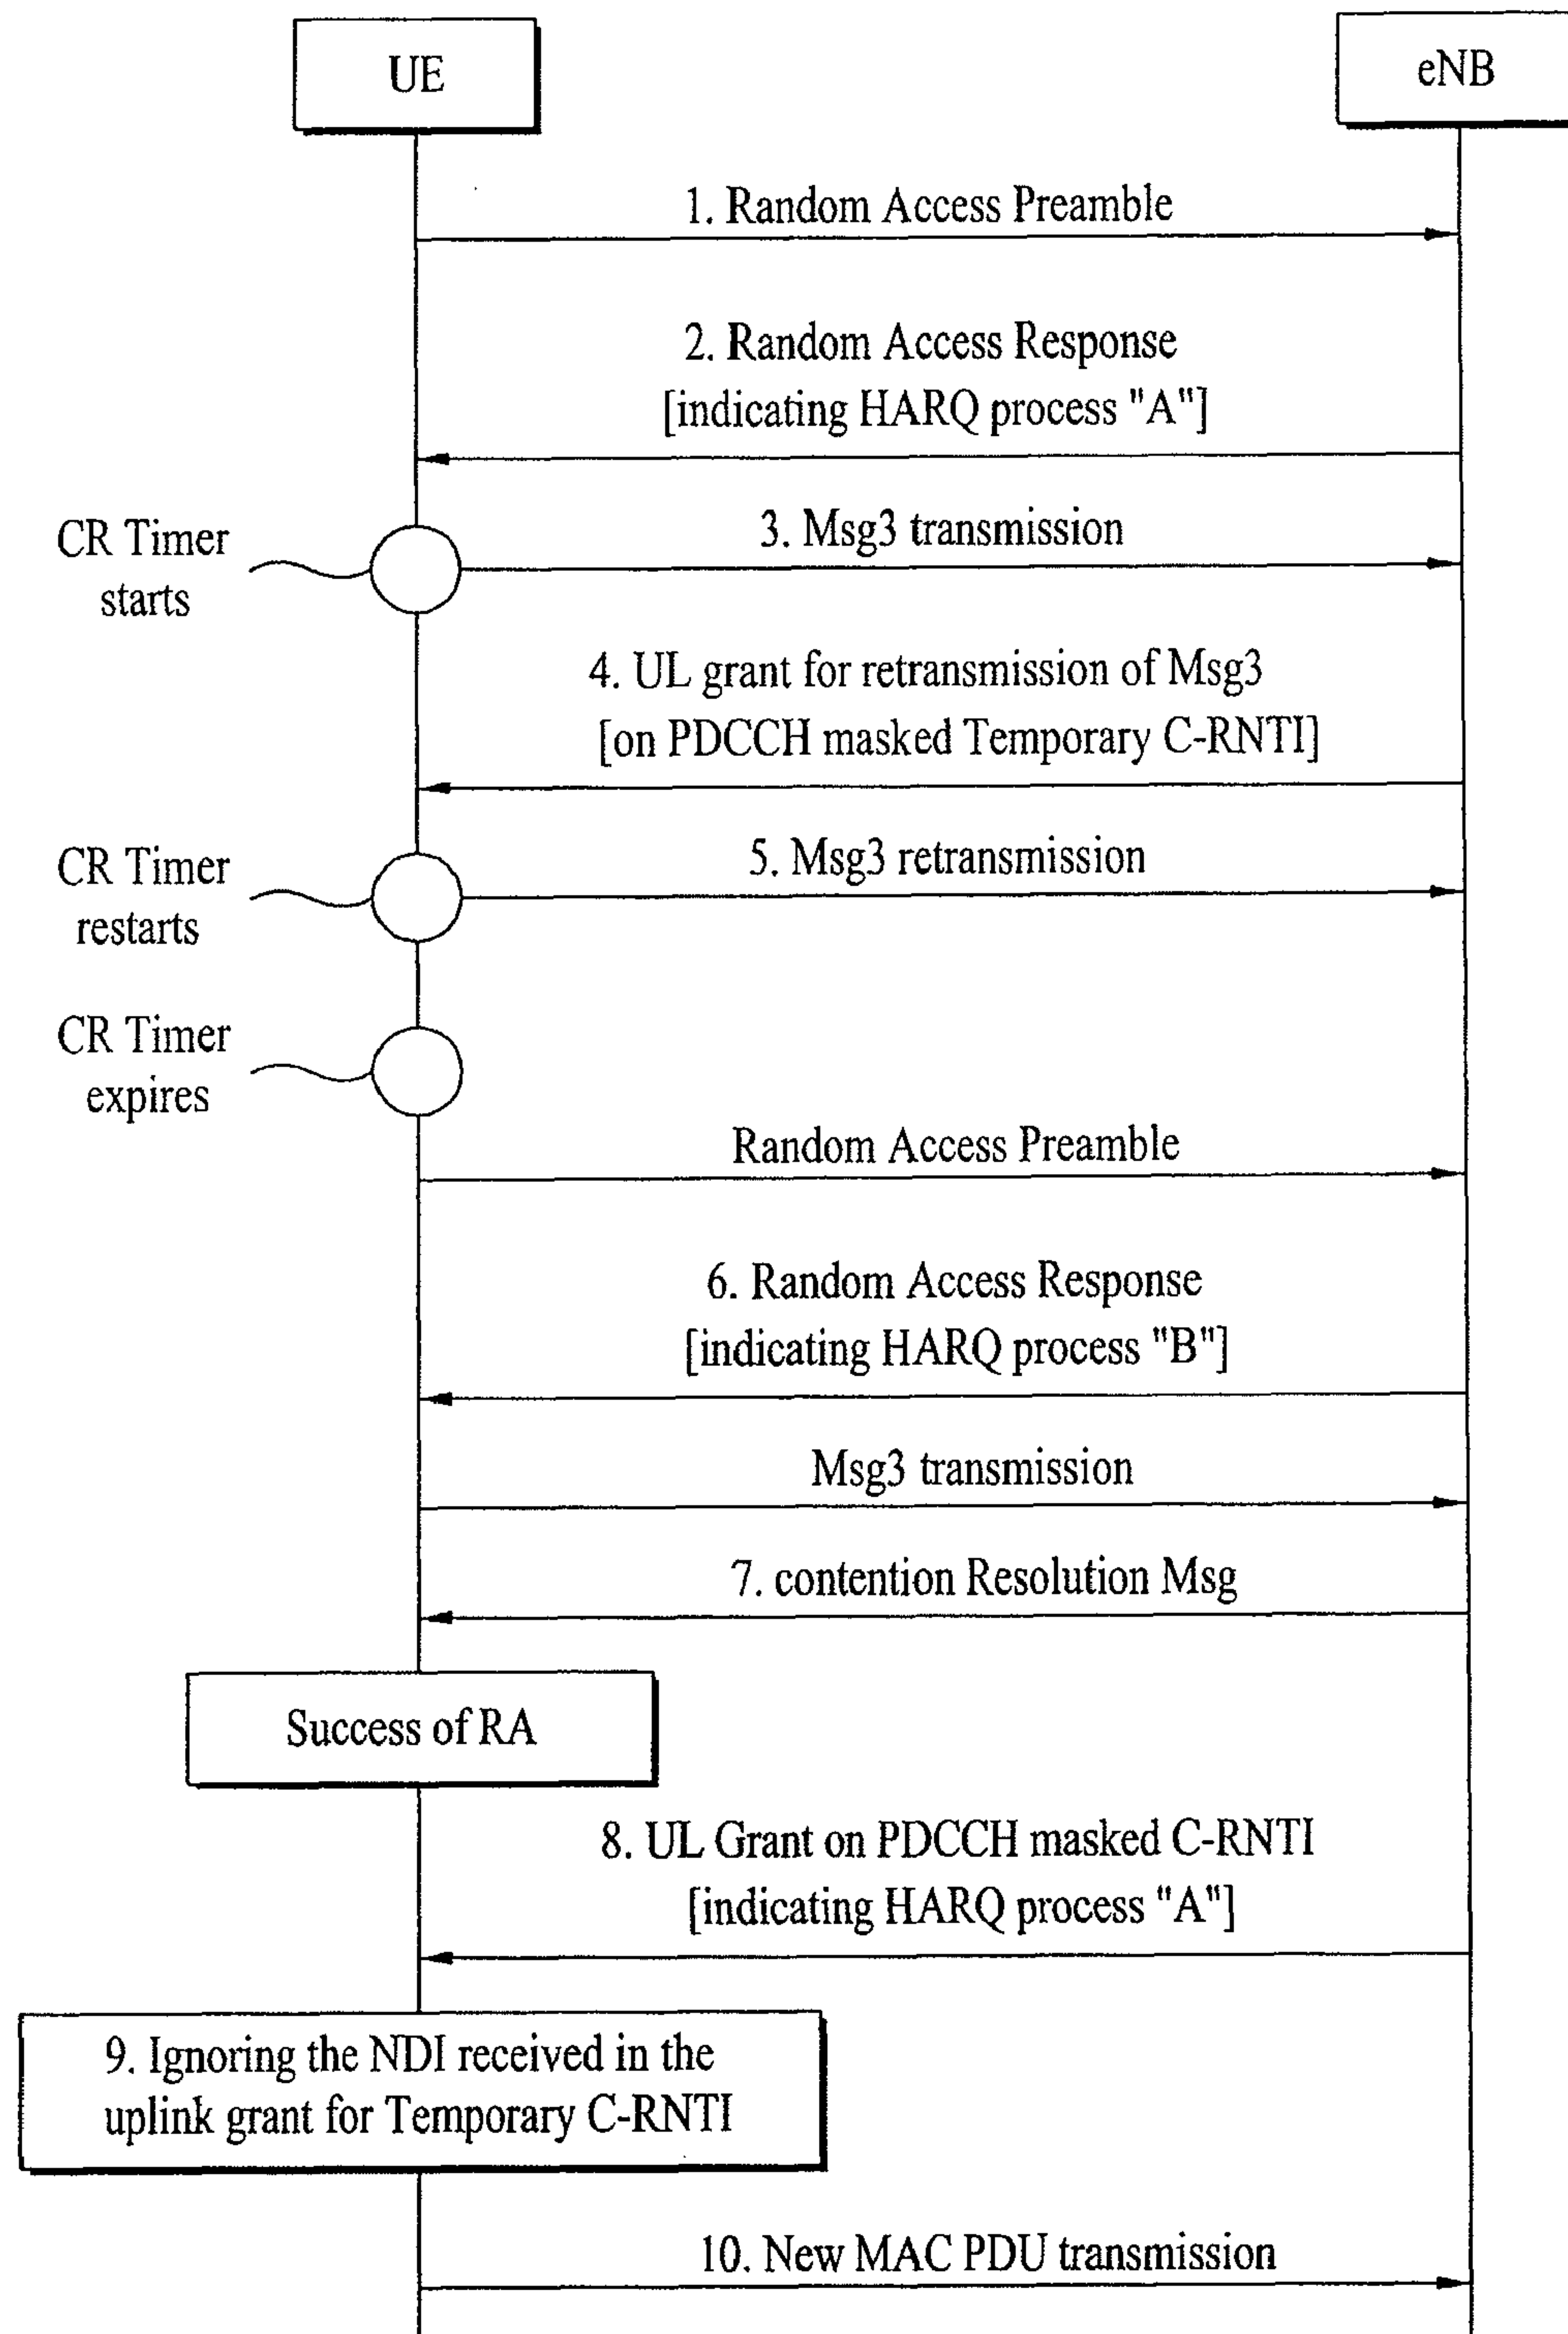 UE
eNB
1. Random Access Preamble
2. Random Access Response
[indicating HARQ process "A"]
CR Timer
starts
3. Msg3 transmission
4. UL grant for retransmission of Msg3
[on PDCCH masked Temporary C-RNTI]
CR Timer
restarts
5. Msg3 retransmission
CR Timer
expires
Random Access Preamble
6. Random Access Response
[indicating HARQ process "B"]
Msg3 transmission
7. contention Resolution Msg
Success of RA
8. UL Grant on PDCCH masked C-RNTI
[indicating HARQ process "A"]
9. Ignoring the NDI received in the
uplink grant for Temporary C-RNTI
10. New MAC PDU transmission